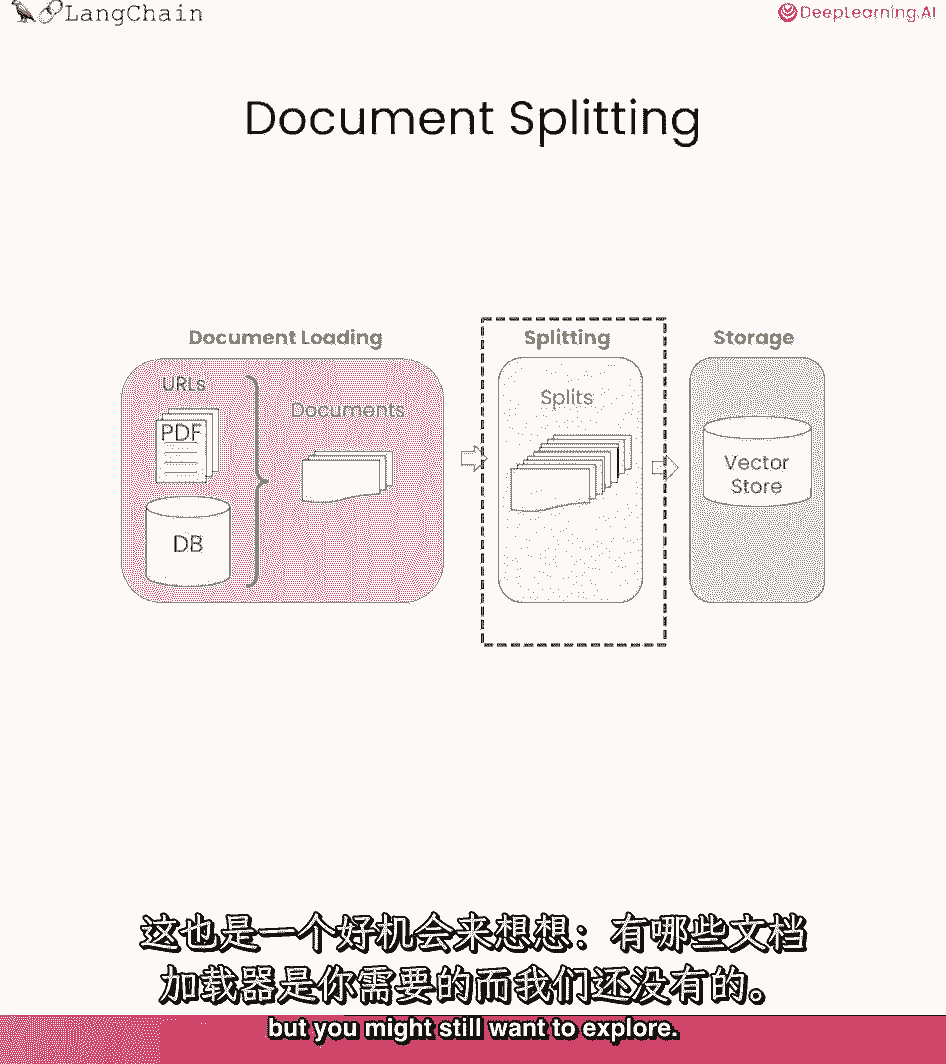 LangChain
DeepLearning.AI
Document Splitting
Document Loading
Splitting
Storage
URLs
Documents
Splits
PDF
Vector
Store
DB
这也是一个好机会来想想：有哪些文档
加载器是你需要的而我们还没有的。
but you might still want to explore.